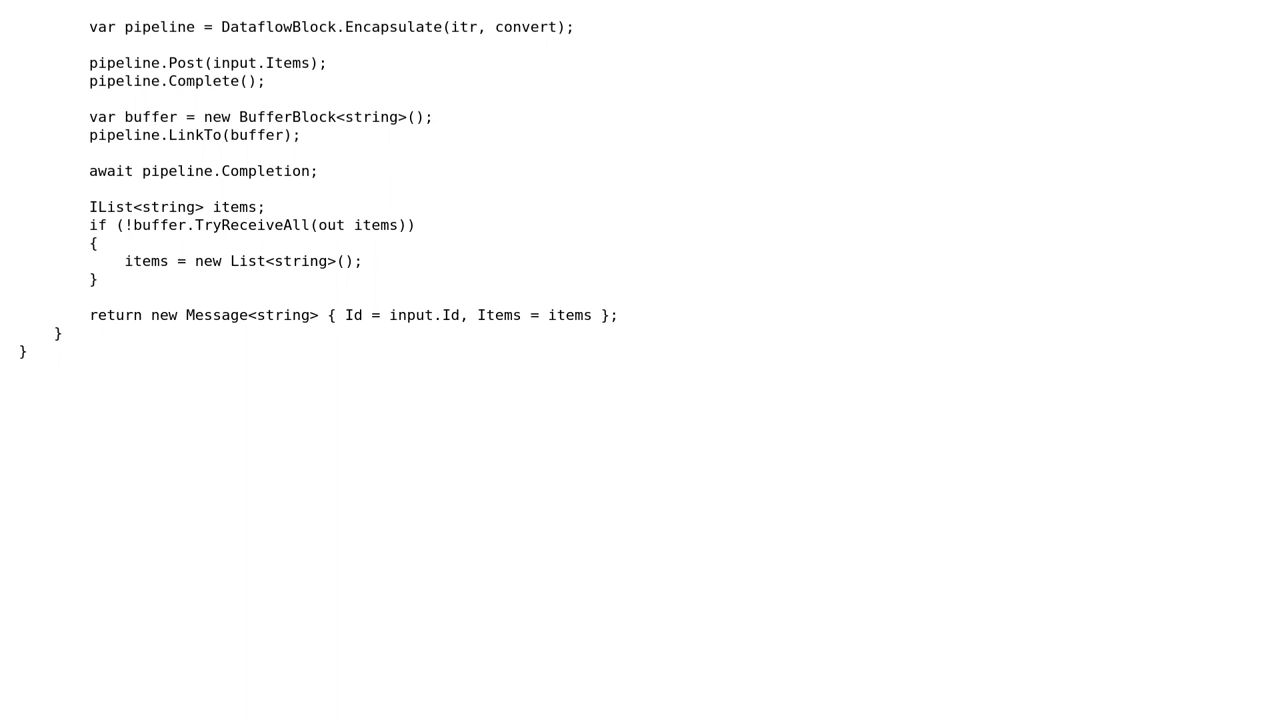 var pipeline = DataflowBlock.Encapsulate(itr, convert);
pipeline.Post(input.Items);
pipeline.Complete();
var buffer = new BufferBlock<string>();
pipeline.LinkTo(buffer);
await pipeline.Completion;
IList<string> items;
if (!buffer.TryReceiveAll(out items))
{
items = new List<string>();
}
return new Message<string> { Id = input.Id, Items = items };
}
}